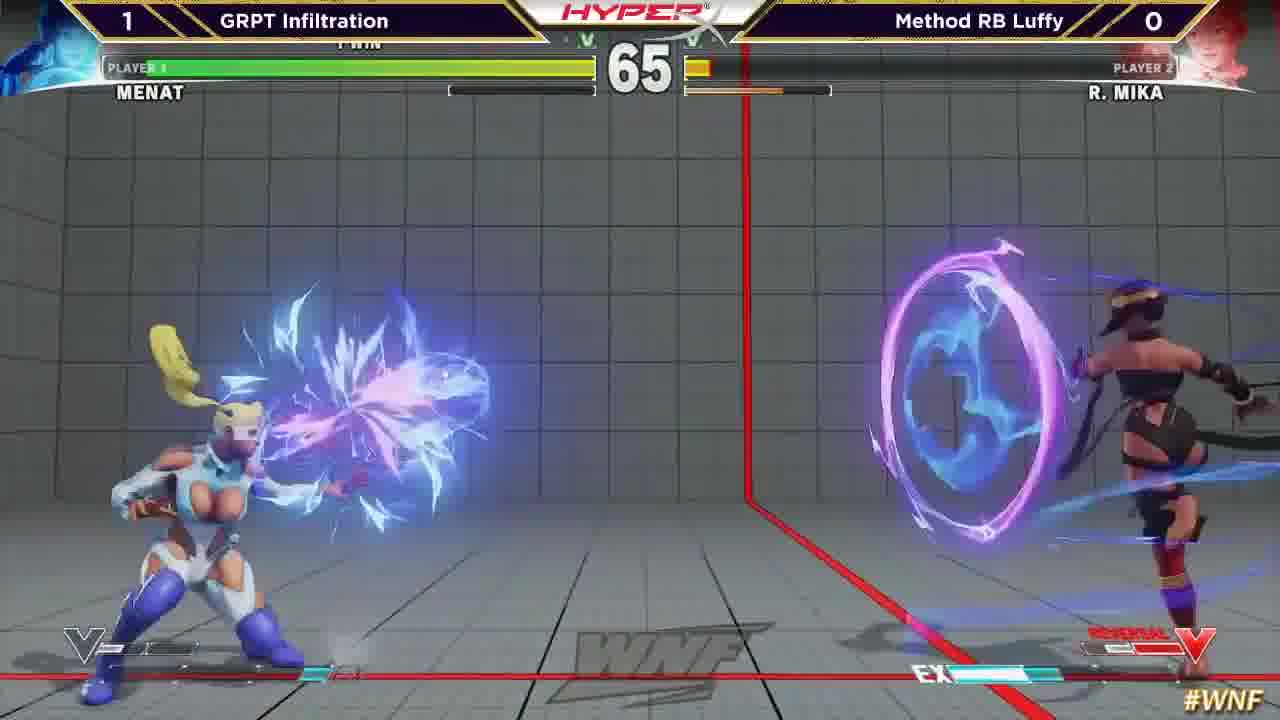 1
GRPT Infiltration
HYPERX
Method RB Luffy
0
1 WIN
V
V
PLAYER 1
65
PLAYER 2
MENAT
R. MIKA
WNF
REVERSAL
V
V
EX
#WNF